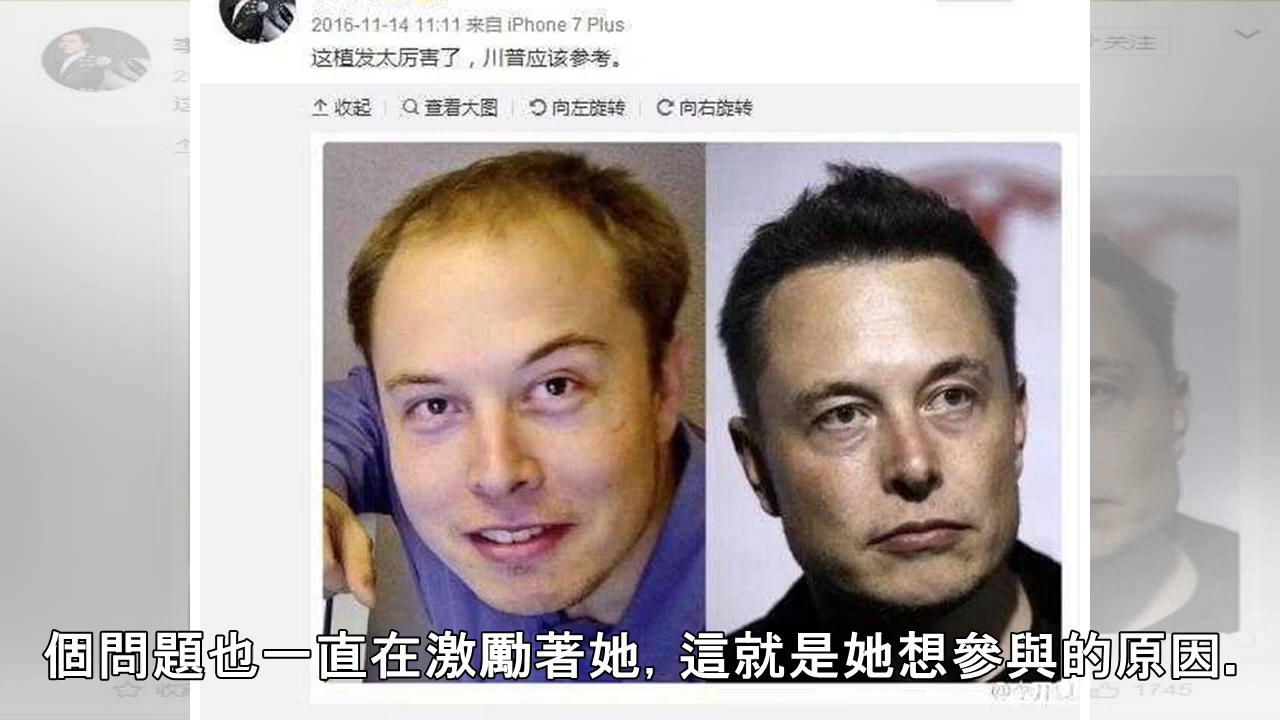 2016-11-14 11:11 来自 iPhone 7 Plus
这植发太厉害了，川普应该参考。
收起 查看大图 向左旋转 向右旋转
关注
個問題也一直在激勵著她, 這就是她想參與的原因.
1745